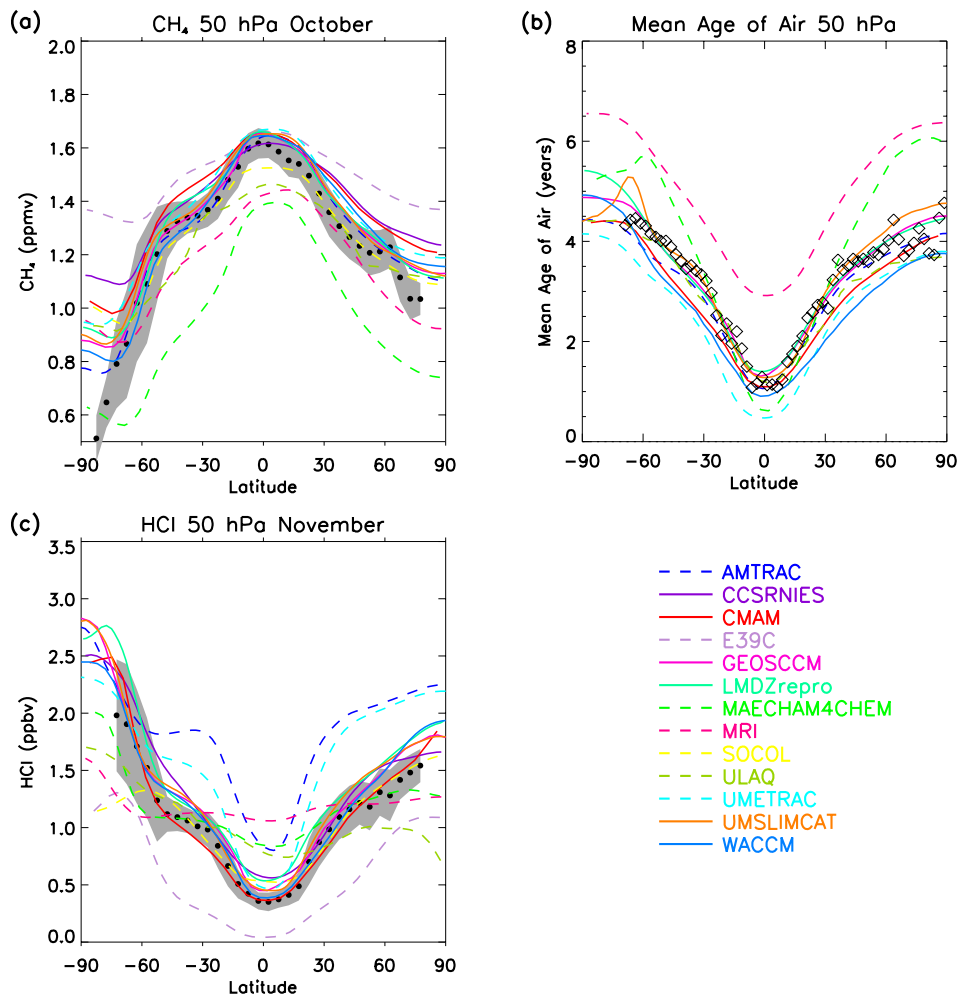 (a) CH₄ 50 hPa October
CH₄ (ppmv)
2.0
1.8
1.6
1.4
1.2
1.0
0.8
0.6
−90 −60 −30 0 30 60 90
Latitude
(b) Mean Age of Air 50 hPa
Mean Age of Air (years)
8
6
4
2
0
−90 −60 −30 0 30 60 90
Latitude
(c) HCl 50 hPa November
HCl (ppbv)
3.5
3.0
2.5
2.0
1.5
1.0
0.5
0.0
−90 −60 −30 0 30 60 90
Latitude
AMTRAC
CCSRNIES
CMAM
E39C
GEOSCCM
LMDZrepro
MAECHAM4CHEM
MRI
SOCOL
ULAQ
UMETRAC
UMSLIMCAT
WACCM